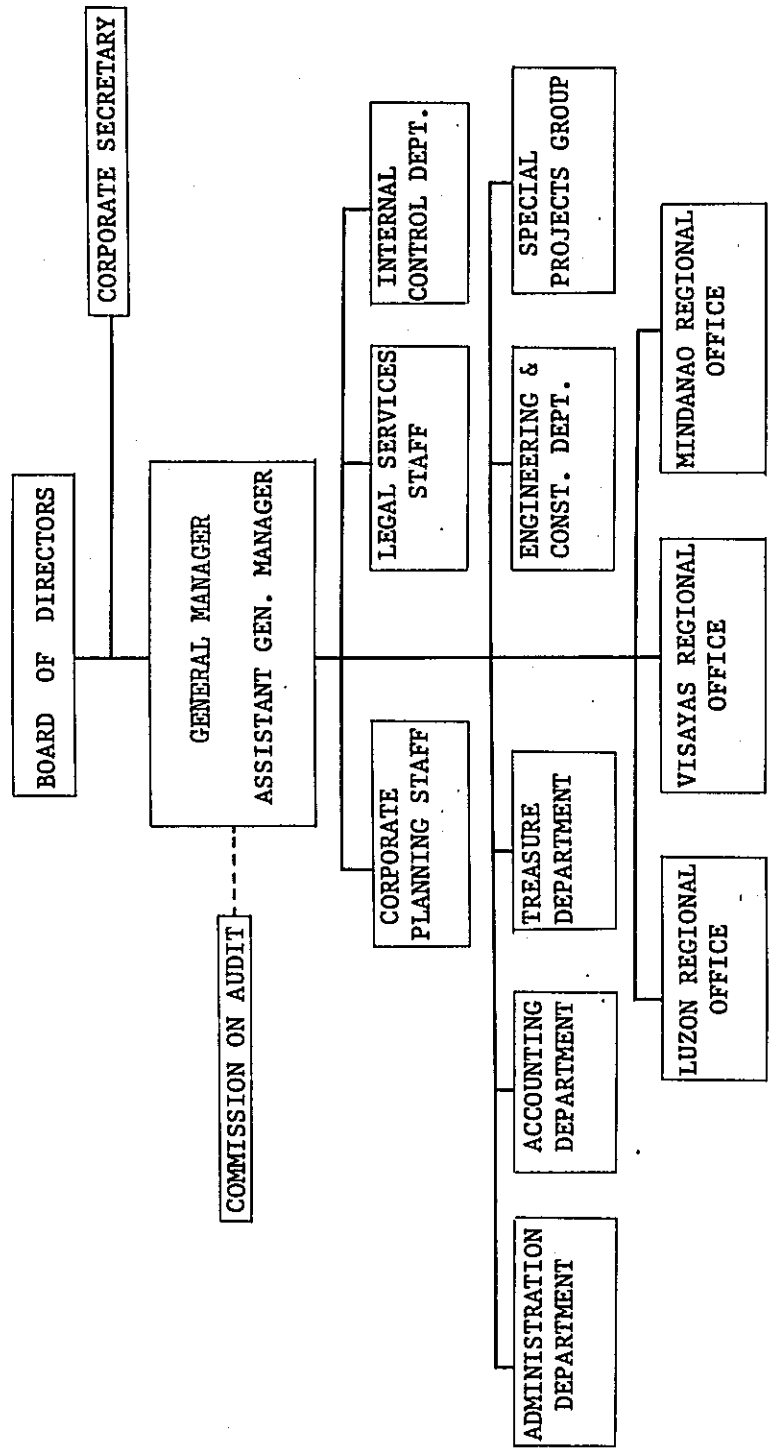 BOARD OF DIRECTORS
CORPORATE SECRETARY
GENERAL MANAGER
ASSISTANT GEN. MANAGER
COMMISSION ON AUDIT
CORPORATE
PLANNING STAFF
LEGAL SERVICES
STAFF
INTERNAL
CONTROL DEPT.
ADMINISTRATION
DEPARTMENT
ACCOUNTING
DEPARTMENT
TREASURE
DEPARTMENT
ENGINEERING &
CONST. DEPT.
SPECIAL
PROJECTS GROUP
LUZON REGIONAL
OFFICE
VISAYAS REGIONAL
OFFICE
MINDANAO REGIONAL
OFFICE